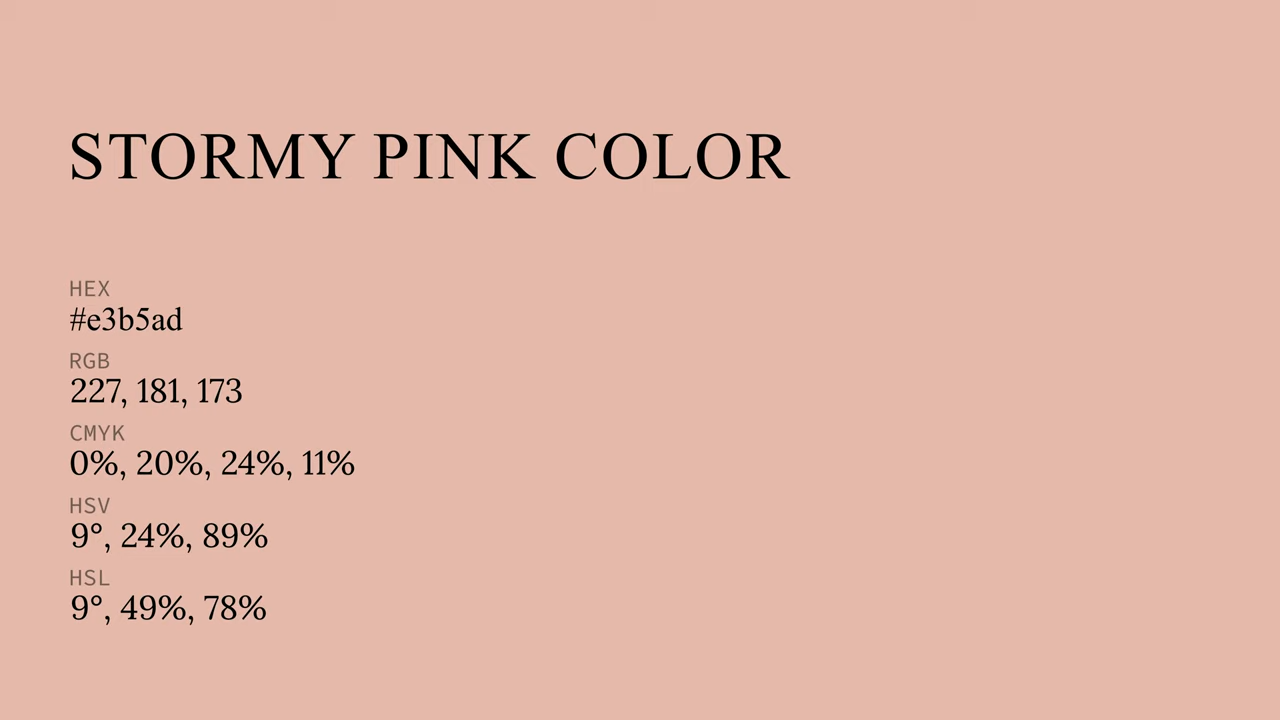 STORMY PINK COLOR
HEX
#e3b5ad
RGB
227, 181, 173
CMYK
0%, 20%, 24%, 11%
HSV
9°, 24%, 89%
HSL
9°, 49%, 78%